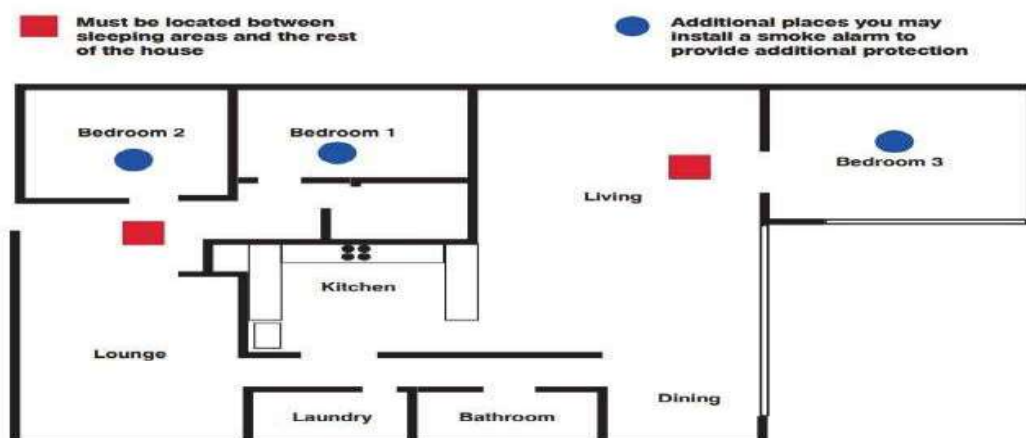 Must be located between
sleeping areas and the rest
of the house
Additional places you may
install a smoke alarm to
provide additional protection
Bedroom 2
Bedroom 1
Bedroom 3
Living
Kitchen
Lounge
Dining
Laundry
Bathroom